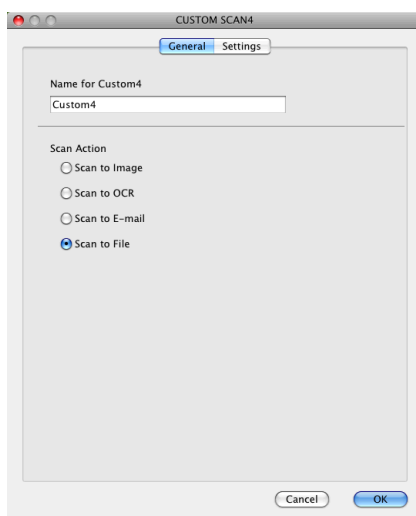 CUSTOM SCAN4
General Settings
Name for Custom4
Custom4
Scan Action
Scan to Image
Scan to OCR
Scan to E-mail
Scan to File
Cancel OK